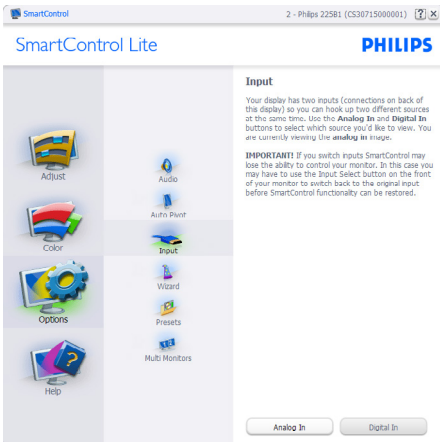 SmartControl
2 - Philips 225B1 (CS30715000001)
?
X
SmartControl Lite
PHILIPS
Adjust
Color
Options
Help
Audio
Auto Pivot
Input
Wizard
Presets
Multi Monitors
Input
Your display has two inputs (connections on back of
this display) so you can hook up two different sources
at the same time. Use the Analog In and Digital In
buttons to select which source you'd like to view. You
are currently viewing the analog in image.
IMPORTANT! If you switch inputs SmartControl may
lose the ability to control your monitor. In this case you
may have to use the Input Select button on the front
of your monitor to switch back to the original input
before SmartControl functionality can be restored.
Analog In
Digital In